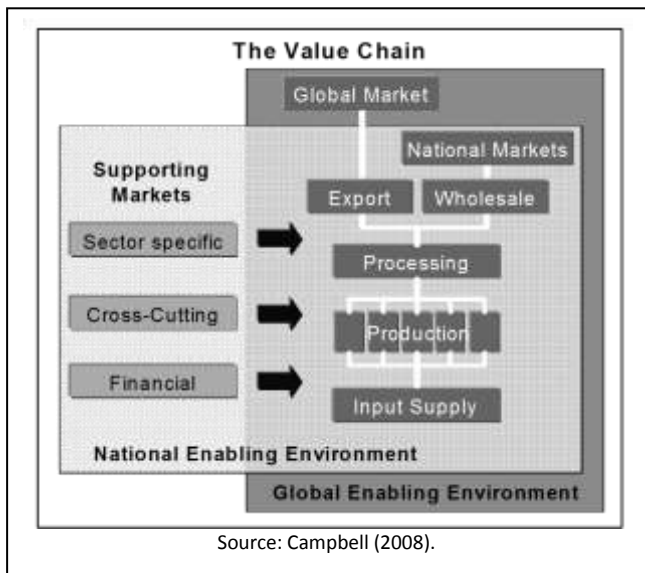 The Value Chain
Global Market
National Markets
Supporting
Markets
Export
Wholesale
Sector specific
Processing
Cross-Cutting
Production
Financial
Input Supply
National Enabling Environment
Global Enabling Environment
Source: Campbell (2008).